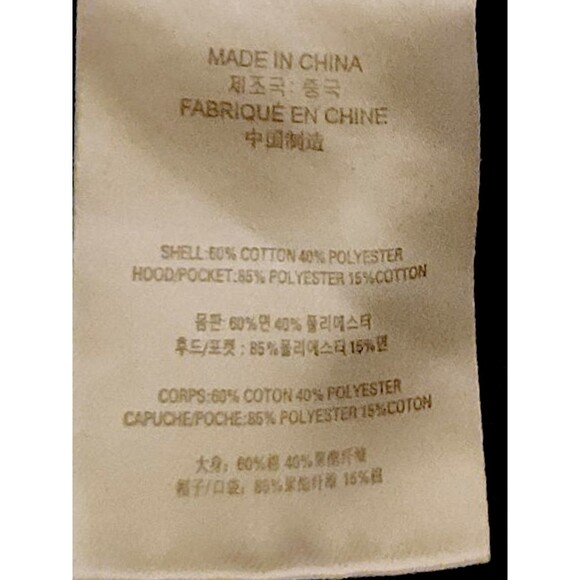 MADE IN CHINA
제조국: 중국
FABRIQUÉ EN CHINE
中国制造
SHELL:60% COTTON 40% POLYESTER
HOOD/POCKET:85% POLYESTER 15%COTTON
몸판: 60%면 40% 폴리에스터
후드/포켓 : 85%폴리에스터 15%면
CORPS:60% COTON 40% POLYESTER
CAPUCHE/POCHE:85% POLYESTER 15%COTON
大身: 60%棉 40%聚酯纤维
帽子/口袋: 85%聚酯纤维 15%棉